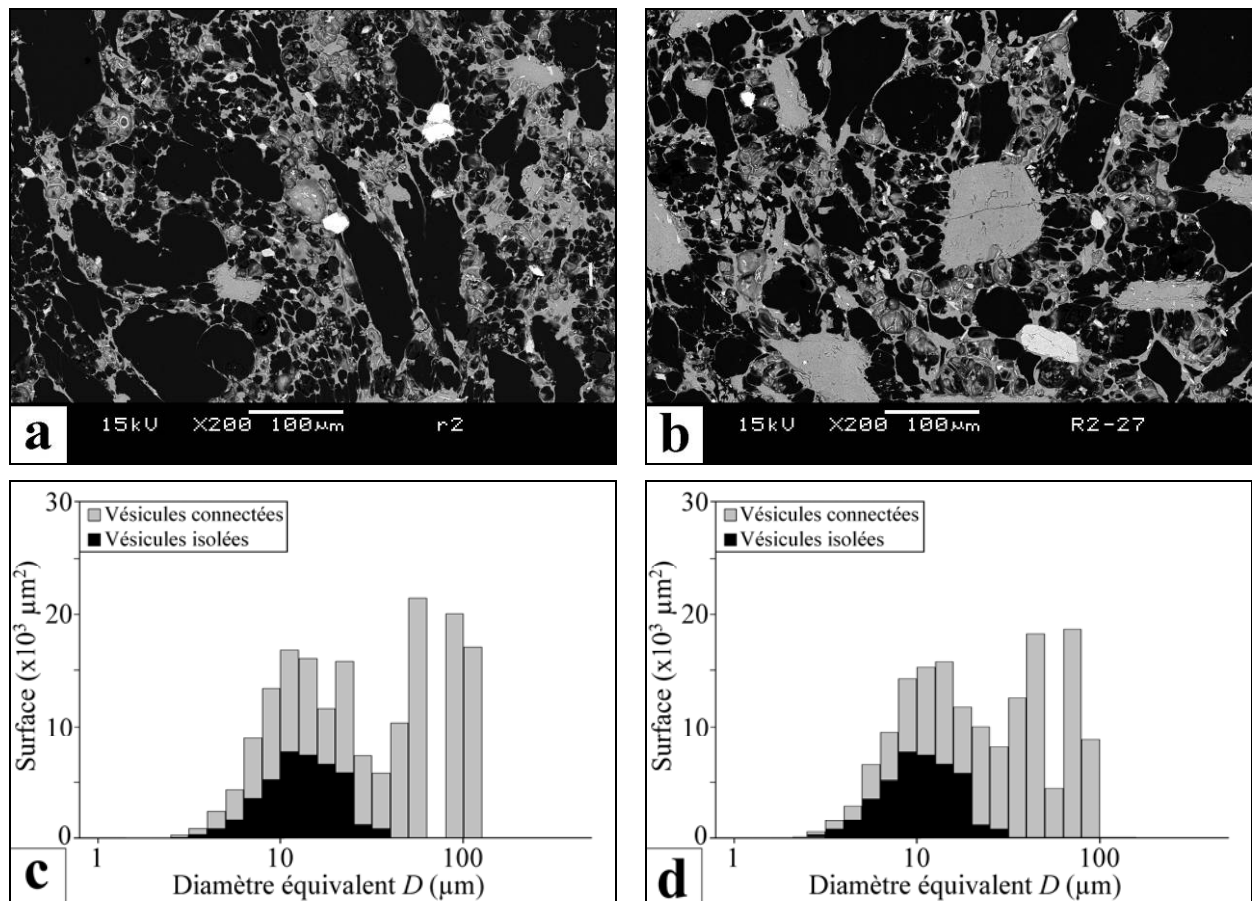 a
15kV X200 100µm r2
b
15kV X200 100µm R2-27
Vésicules connectées
Vésicules isolées
30
20
10
0
Surface (x10³ µm²)
1 10 100
Diamètre équivalent D (µm)
c
Vésicules connectées
Vésicules isolées
30
20
10
0
Surface (x10³ µm²)
1 10 100
Diamètre équivalent D (µm)
d